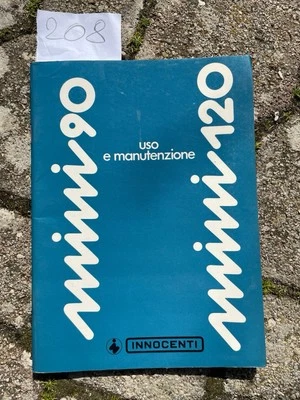 208
mini 90
uso
e manutenzione
mini 120
INNOCENTI